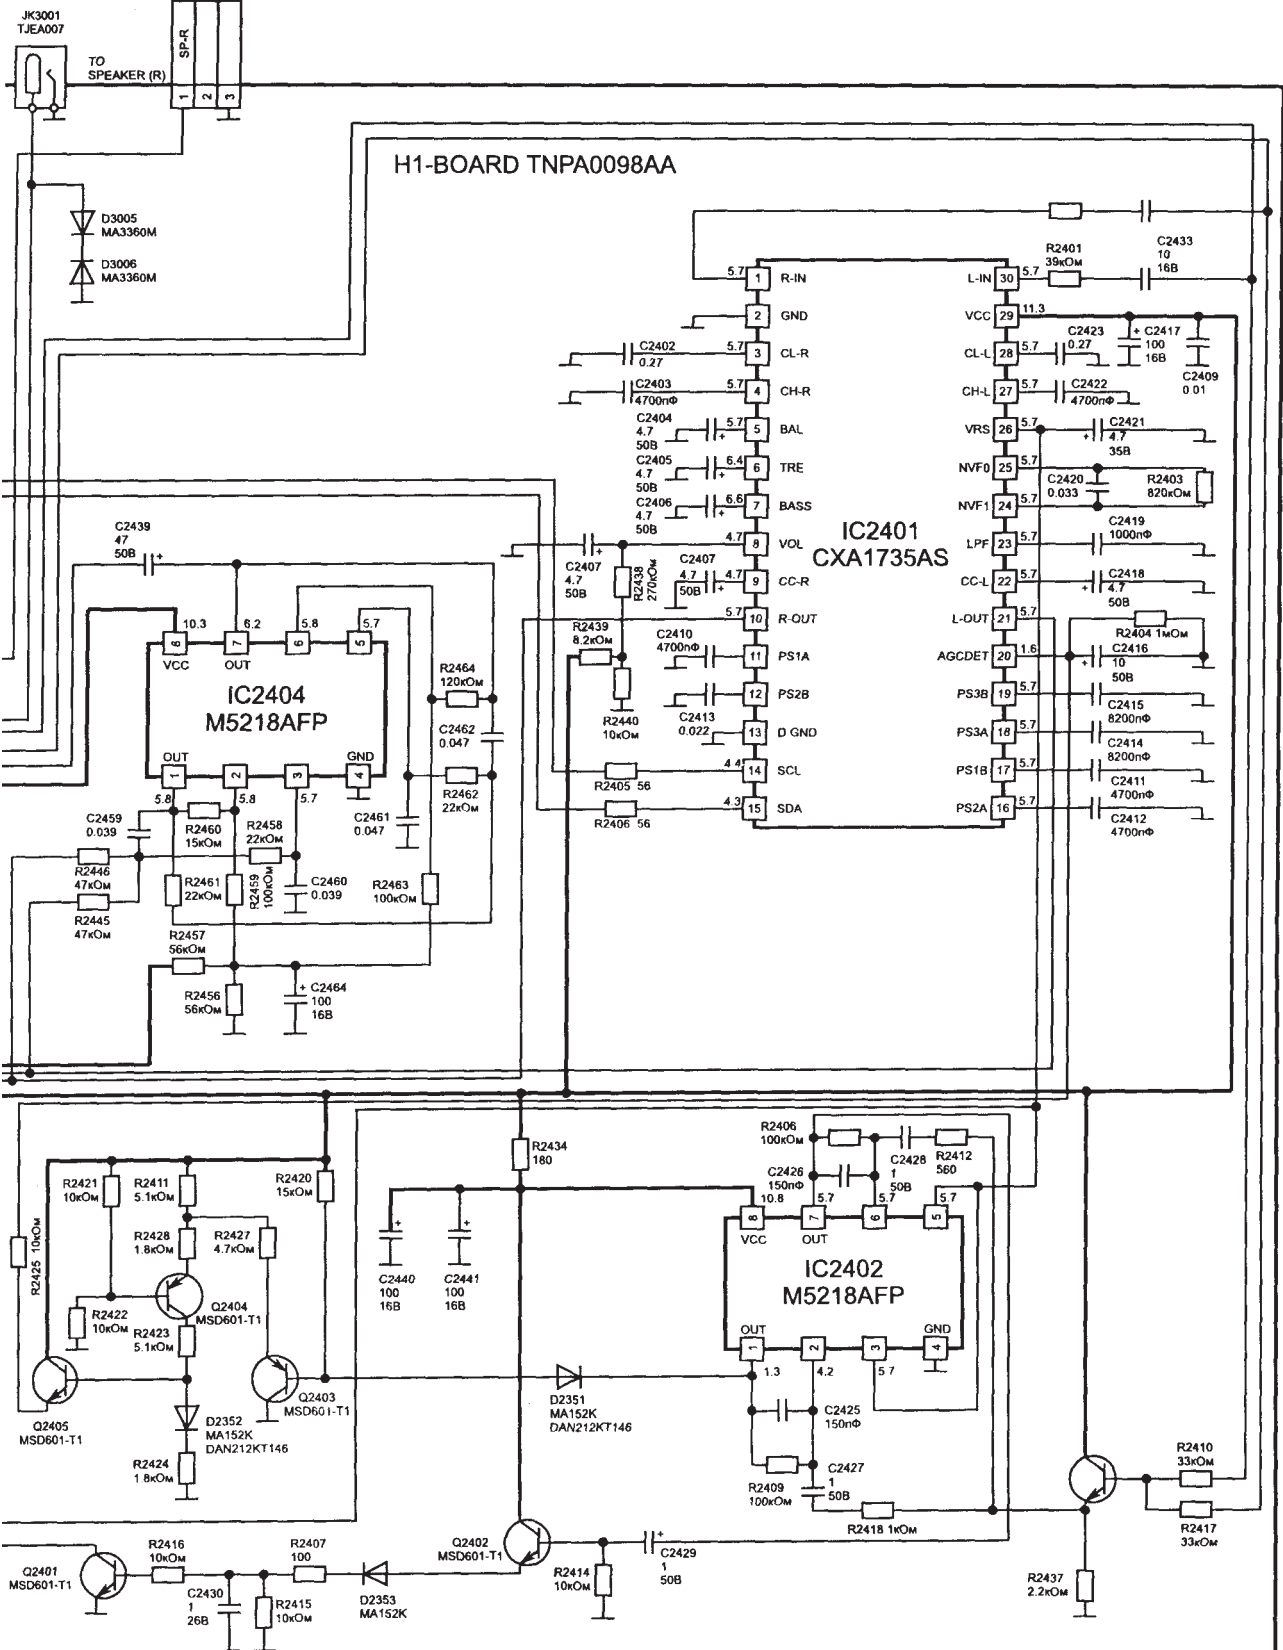 JK3001
TJEA007
TO
SPEAKER (R)
SP-R
1
2
3
H1-BOARD TNPA0098AA
D3005
MA3360M
D3006
MA3360M
IC2401
CXA1735AS
5.7 1 R-IN
2 GND
C2402
0.27
5.7 3 CL-R
C2403
4700пФ
5.7 4 CH-R
C2404
4.7
50В
5.7 5 BAL
C2405
4.7
50В
6.4 6 TRE
C2406
4.7
50В
6.6 7 BASS
C2407
4.7
50В
4.7 8 VOL
R2438
270кОм
C2407
4.7
50В
4.7 9 CC-R
5.7 10 R-OUT
R2439
8.2кОм
C2410
4700пФ
11 PS1A
12 PS2B
R2440
10кОм
C2413
0.022
13 D GND
4.4 14 SCL
R2405 56
4.3 15 SDA
R2406 56
R2401
39кОм
C2433
10
16В
L-IN 30 5.7
VCC 29 11.3
C2423
0.27
C2417
100
16В
C2409
0.01
CL-L 28 5.7
CH-L 27 5.7
C2422
4700пФ
VRS 26 5.7
C2421
4.7
35В
NVF0 25 5.7
C2420
0.033
R2403
820кОм
NVF1 24 5.7
LPF 23 5.7
C2419
1000пФ
CC-L 22 5.7
C2418
4.7
50В
L-OUT 21 5.7
R2404 1мОм
AGCDET 20 1.6
C2416
10
50В
PS3B 19 5.7
C2415
8200пФ
PS3A 18 5.7
C2414
8200пФ
PS1B 17 5.7
C2411
4700пФ
PS2A 16 5.7
C2412
4700пФ
C2439
47
50В
10.3 6.2 5.8 5.7
8 7 6 5
VCC OUT
IC2404
M5218AFP
OUT GND
1 2 3 4
5.8 5.8 5.7
R2464
120кОм
C2462
0.047
R2462
22кОм
C2461
0.047
C2459
0.039
R2460
15кОм
R2458
22кОм
R2446
47кОм
R2461
22кОм
R2459
100кОм
C2460
0.039
R2463
100кОм
R2445
47кОм
R2457
56кОм
R2456
56кОм
C2464
100
16В
R2434
180
R2406
100кОм
C2428
1
50В
R2412
560
C2426
150пФ
10.8 5.7 5.7 5.7
8 7 6 5
VCC OUT
IC2402
M5218AFP
OUT GND
1 2 3 4
1.3 4.2 5.7
R2421
10кОм
R2411
5.1кОм
R2420
15кОм
R2425 10кОм
R2428
1.8кОм
R2427
4.7кОм
C2440
100
16В
C2441
100
16В
R2422
10кОм
Q2404
MSD601-T1
R2423
5.1кОм
Q2405
MSD601-T1
D2352
MA152K
DAN212KT146
Q2403
MSD601-T1
R2424
1.8кОм
D2351
MA152K
DAN212KT146
C2425
150пФ
R2409
100кОм
C2427
1
50В
R2418 1кОм
R2410
33кОм
R2417
33кОм
R2437
2.2кОм
Q2401
MSD601-T1
R2416
10кОм
R2407
100
C2430
1
26В
R2415
10кОм
D2353
MA152K
Q2402
MSD601-T1
R2414
10кОм
C2429
1
50В